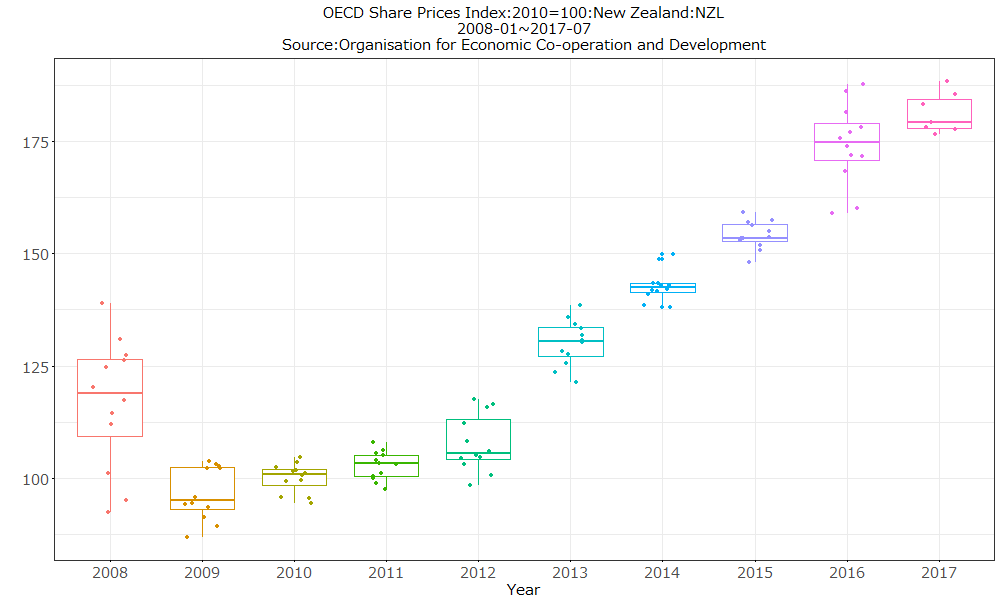 OECD Share Prices Index:2010=100:New Zealand:NZL
2008-01~2017-07
Source:Organisation for Economic Co-operation and Development
175
150
125
100
2008 2009 2010 2011 2012 2013 2014 2015 2016 2017
Year